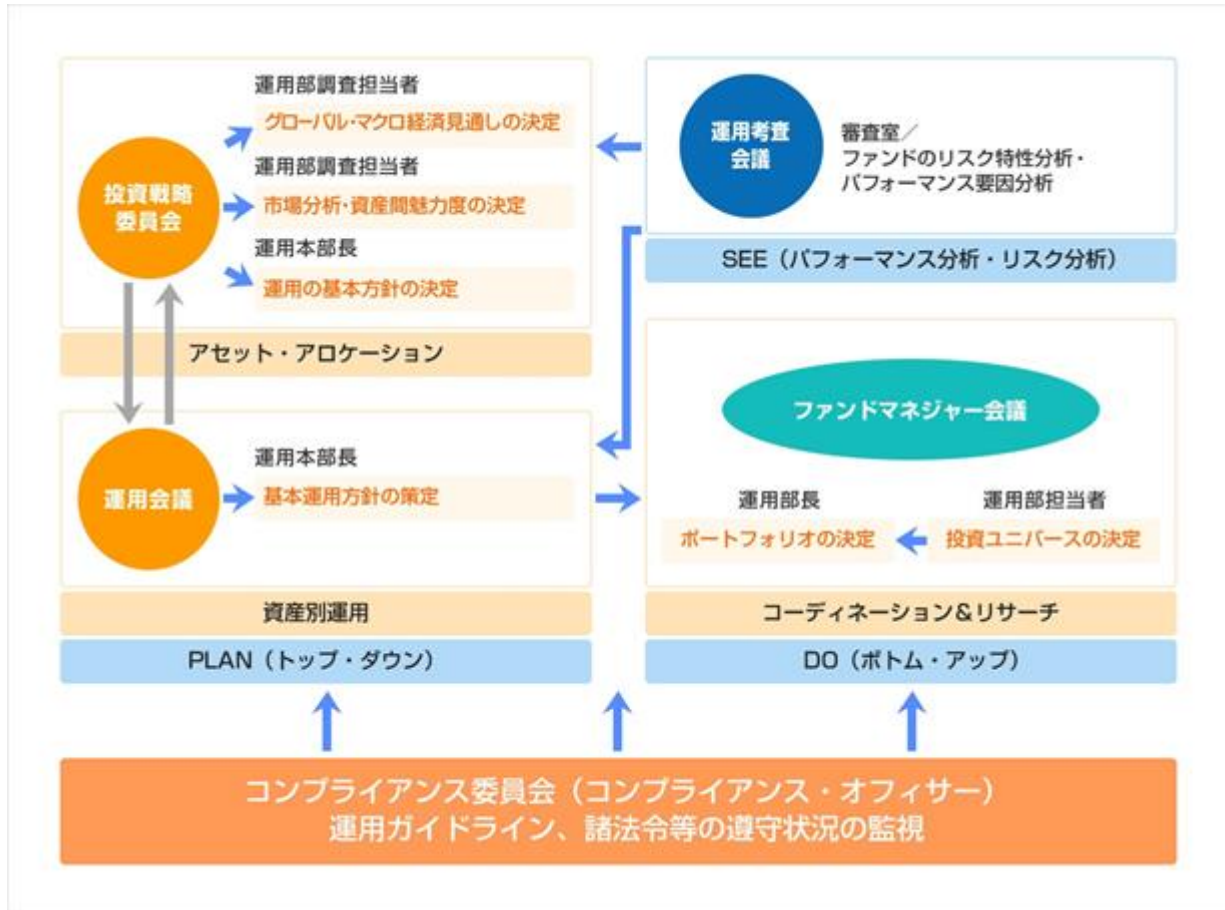 投資戦略
委員会
運用部調査担当者
グローバル・マクロ経済見通しの決定
運用部調査担当者
市場分析・資産間魅力度の決定
運用本部長
運用の基本方針の決定
アセット・アロケーション
運用会議
運用本部長
基本運用方針の策定
資産別運用
PLAN（トップ・ダウン）
運用考査
会議
審査室／
ファンドのリスク特性分析・
パフォーマンス要因分析
SEE（パフォーマンス分析・リスク分析）
ファンドマネジャー会議
運用部長
ポートフォリオの決定
運用部担当者
投資ユニバースの決定
コーディネーション＆リサーチ
DO（ボトム・アップ）
コンプライアンス委員会（コンプライアンス・オフィサー）
運用ガイドライン、諸法令等の遵守状況の監視